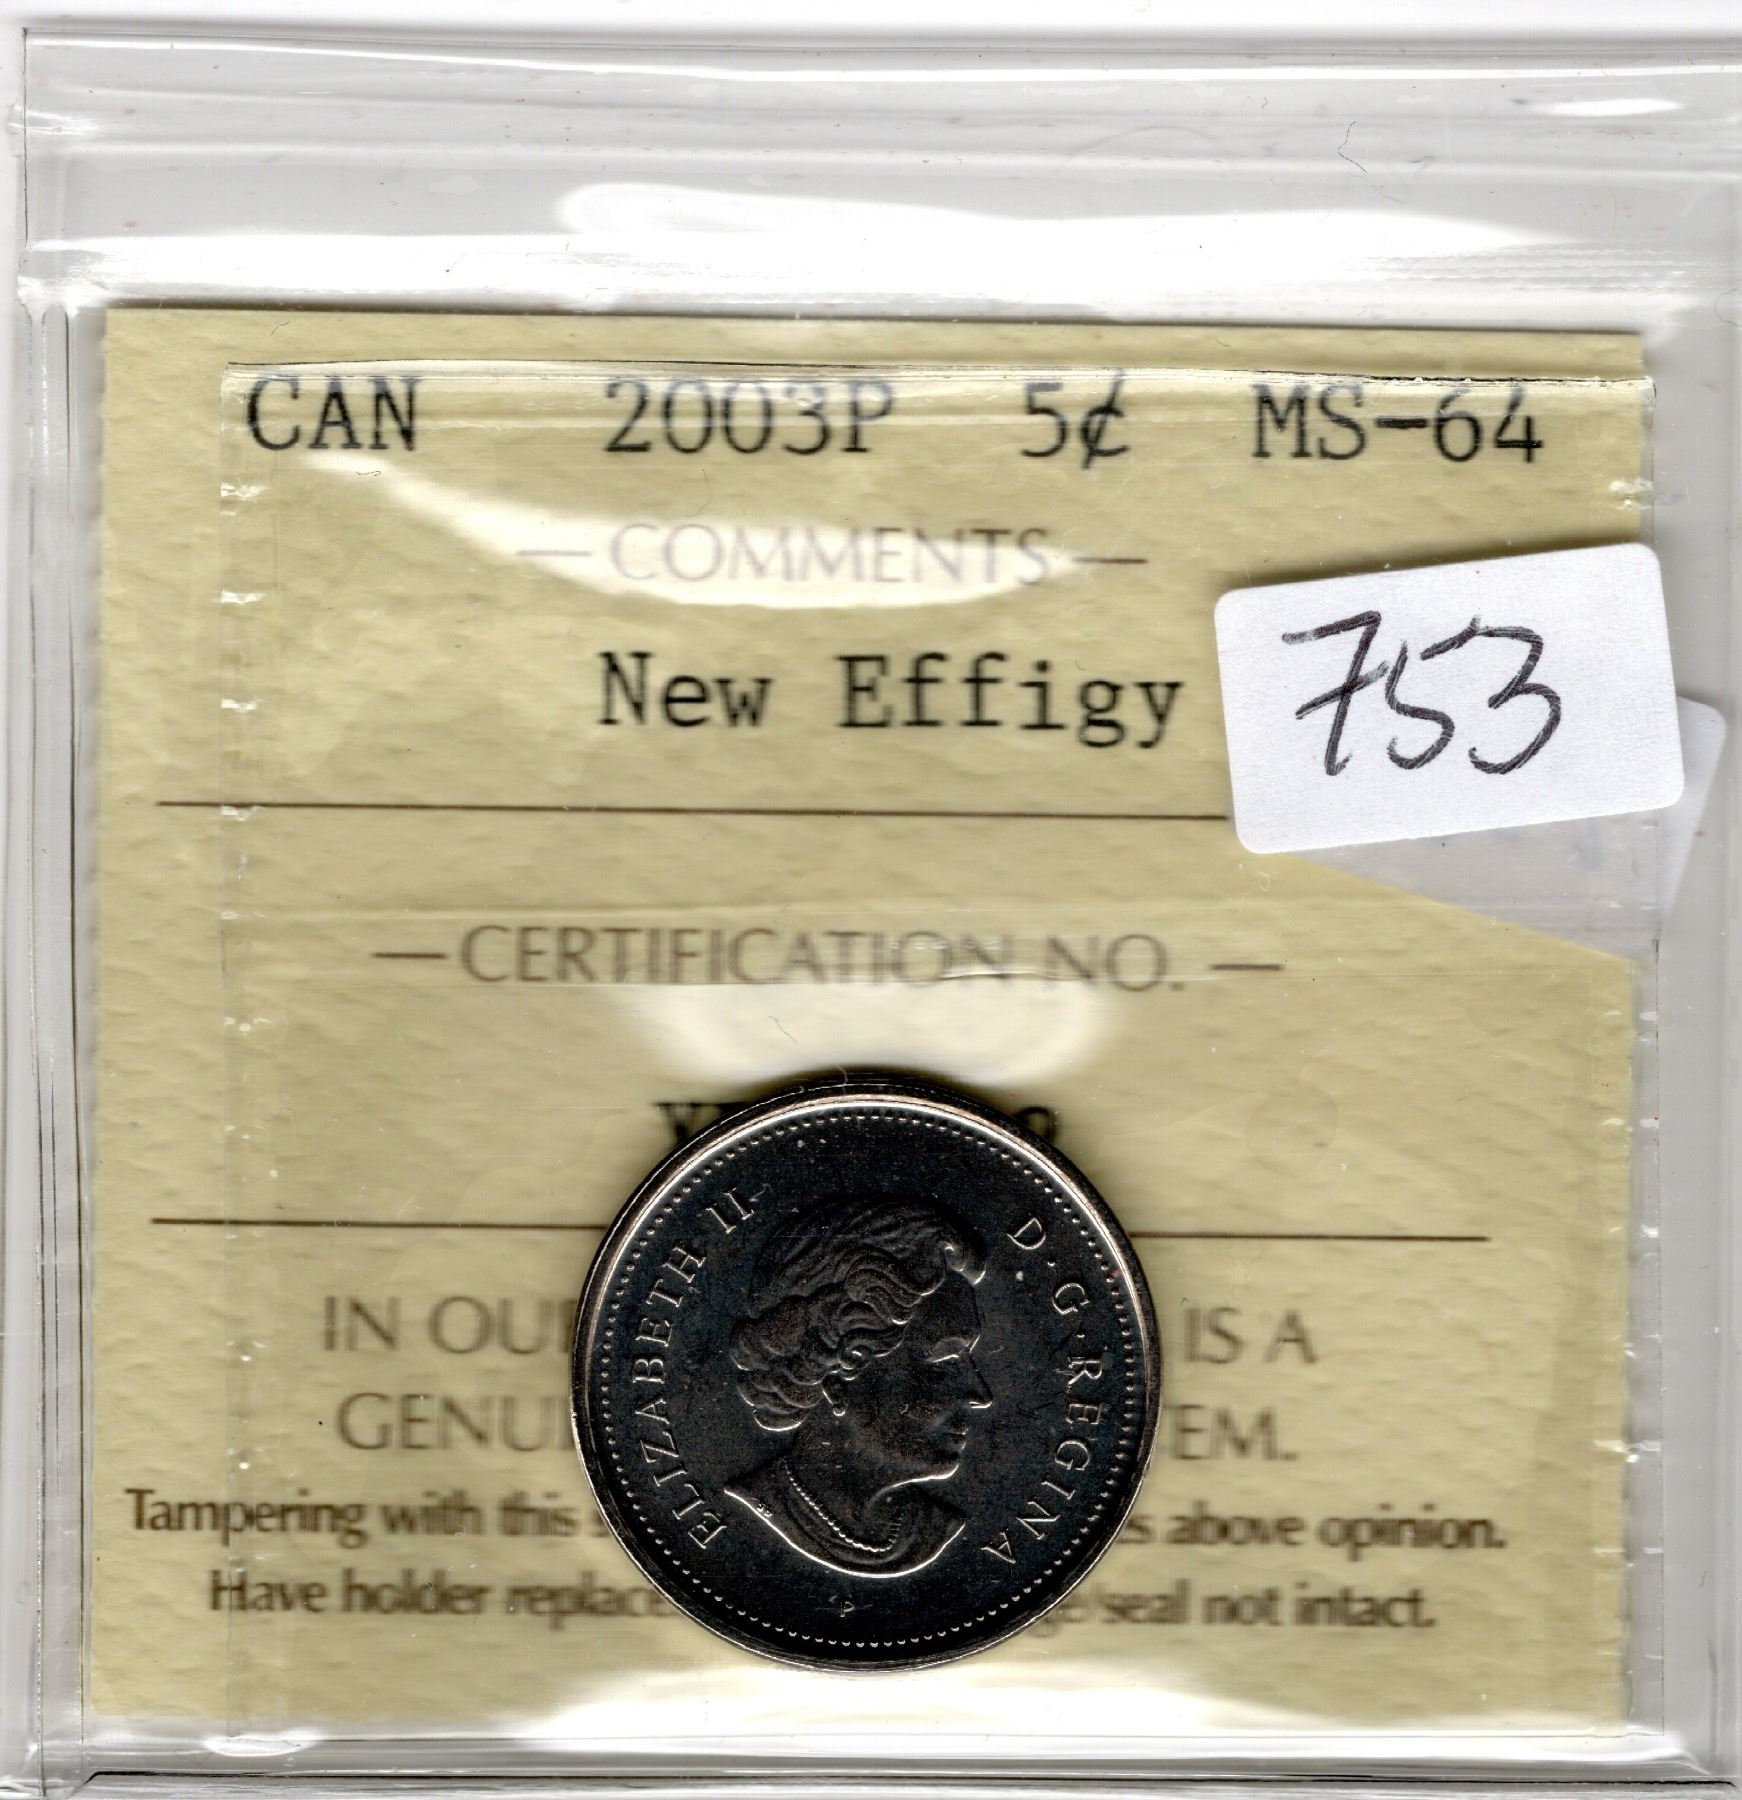 CAN 2003P 5¢ MS-64
— COMMENTS —
New Effigy
753
— CERTIFICATION NO. —
IN OU IS A
GENUI EM.
Tampering with this s above opinion.
Have holder replace seal not intact.
ELIZABETH II D·G·REGINA
P